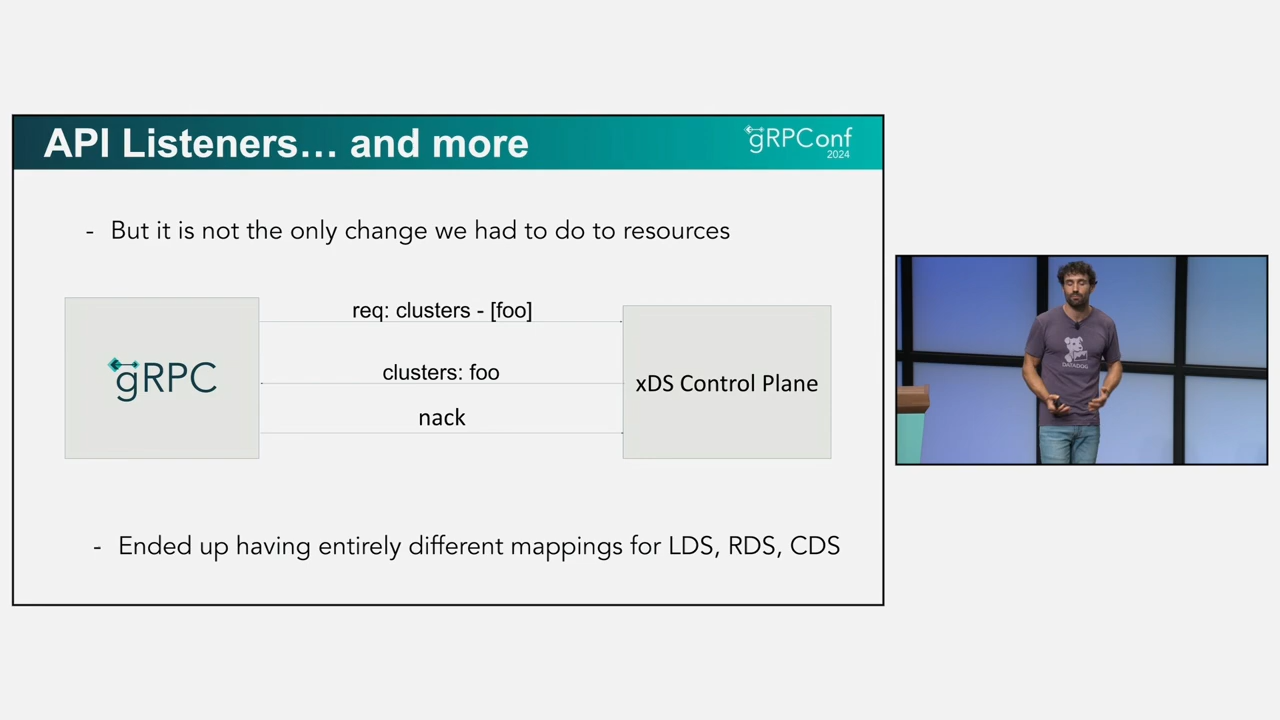 API Listeners... and more
gRPConf
2024
- But it is not the only change we had to do to resources
req: clusters - [foo]
gRPC
clusters: foo
xDS Control Plane
nack
- Ended up having entirely different mappings for LDS, RDS, CDS
DATADOG